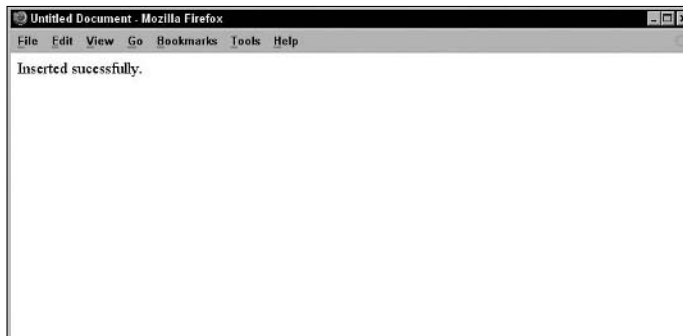 Untitled Document - Mozilla Firefox
File Edit View Go Bookmarks Tools Help
Inserted sucessfully.